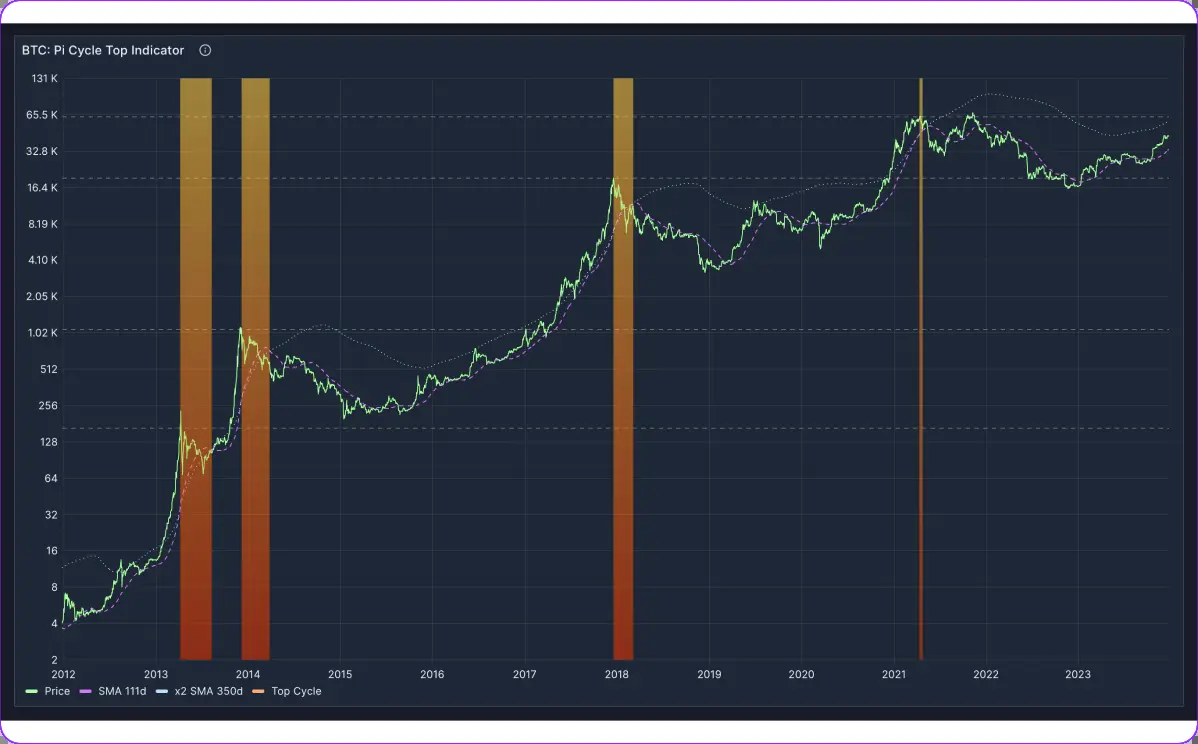 BTC: Pi Cycle Top Indicator
131 K
65.5 K
32.8 K
16.4 K
8.19 K
4.10 K
2.05 K
1.02 K
512
256
128
64
32
16
8
4
2
2012 2013 2014 2015 2016 2017 2018 2019 2020 2021 2022 2023
Price SMA 111d x2 SMA 350d Top Cycle